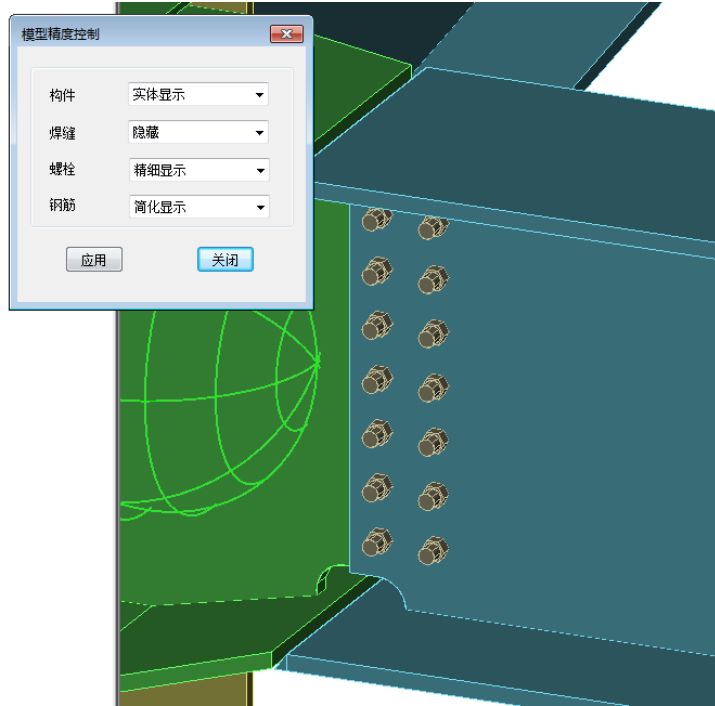 模型精度控制
构件 实体显示
焊缝 隐藏
螺栓 精细显示
钢筋 简化显示
应用 关闭